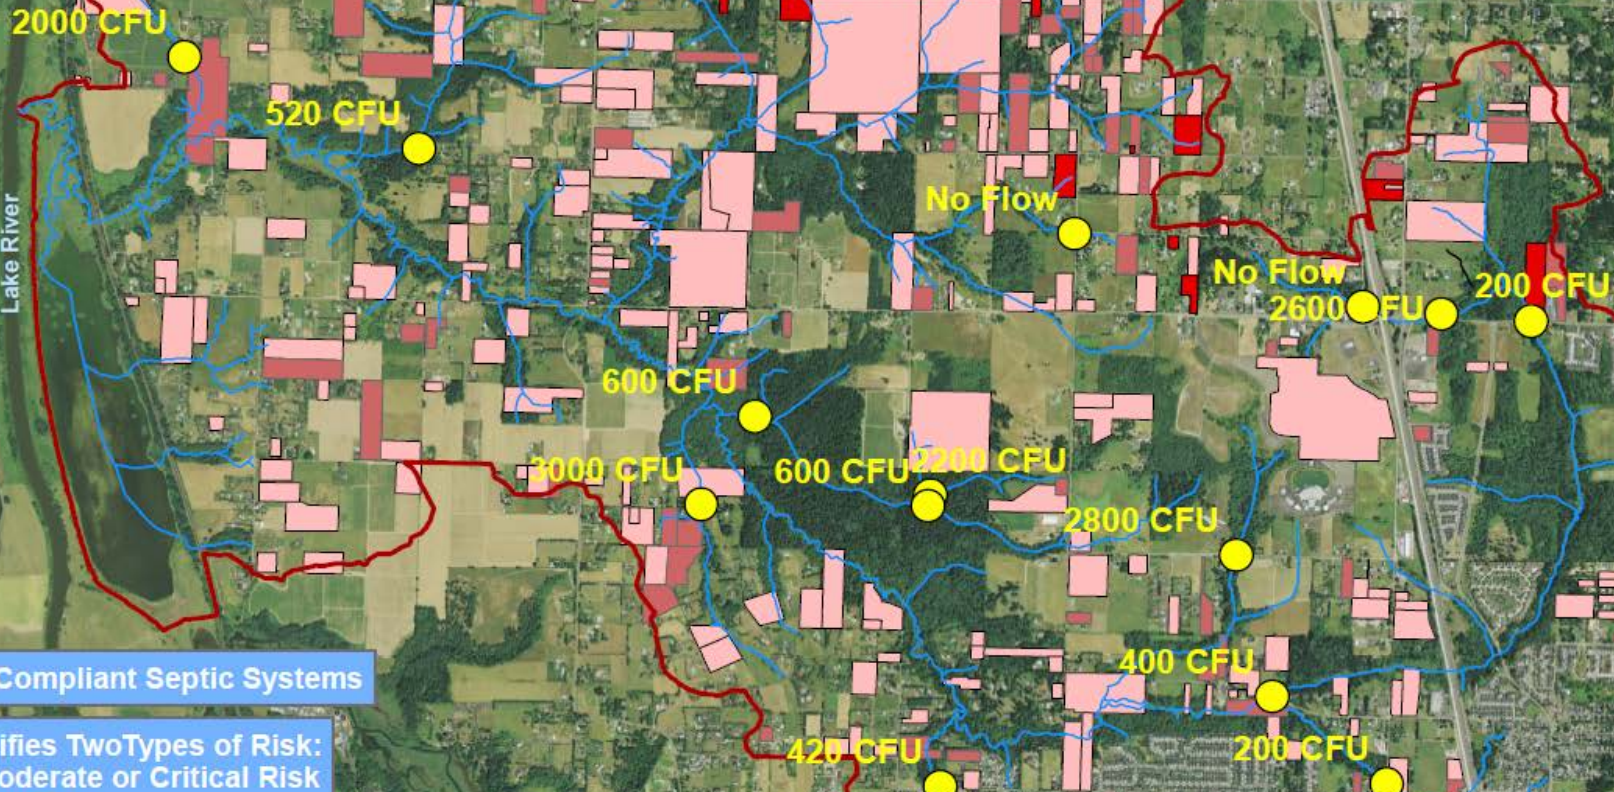 2000 CFU
520 CFU
Lake River
No Flow
No Flow
2600 FU
200 CFU
600 CFU
3000 CFU
600 CFU
2200 CFU
2800 CFU
Compliant Septic Systems
400 CFU
ifies TwoTypes of Risk:
oderate or Critical Risk
420 CFU
200 CFU